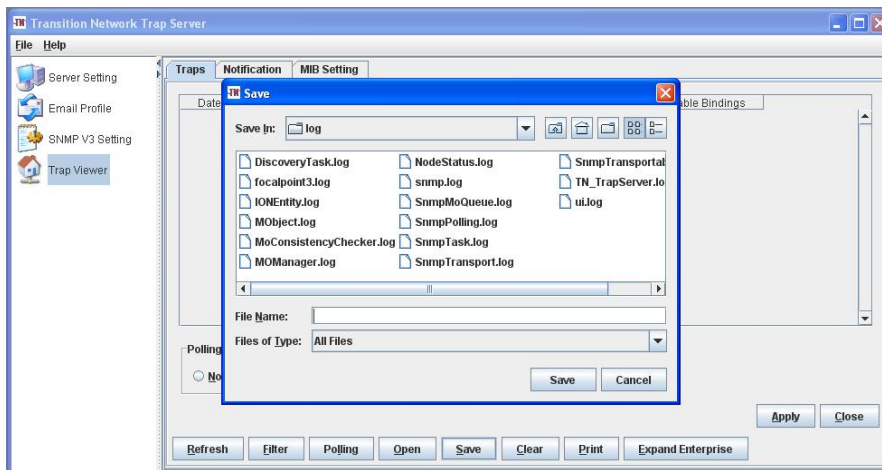 Transition Network Trap Server
File Help
Server Setting
Email Profile
SNMP V3 Setting
Trap Viewer
Traps Notification MIB Setting
Date
Save
Save In: log
DiscoveryTask.log NodeStatus.log
focalpoint3.log snmp.log TN_TrapServer.lo
IONEntity.log SnmpMoQueue.log ui.log
MObject.log SnmpPolling.log
MoConsistencyChecker.log SnmpTask.log
MOManager.log SnmpTransport.log
File Name:
Files of Type: All Files
Save Cancel
Bindings
Polling
No
Apply Close
Refresh Filter Polling Open Save Clear Print Expand Enterprise